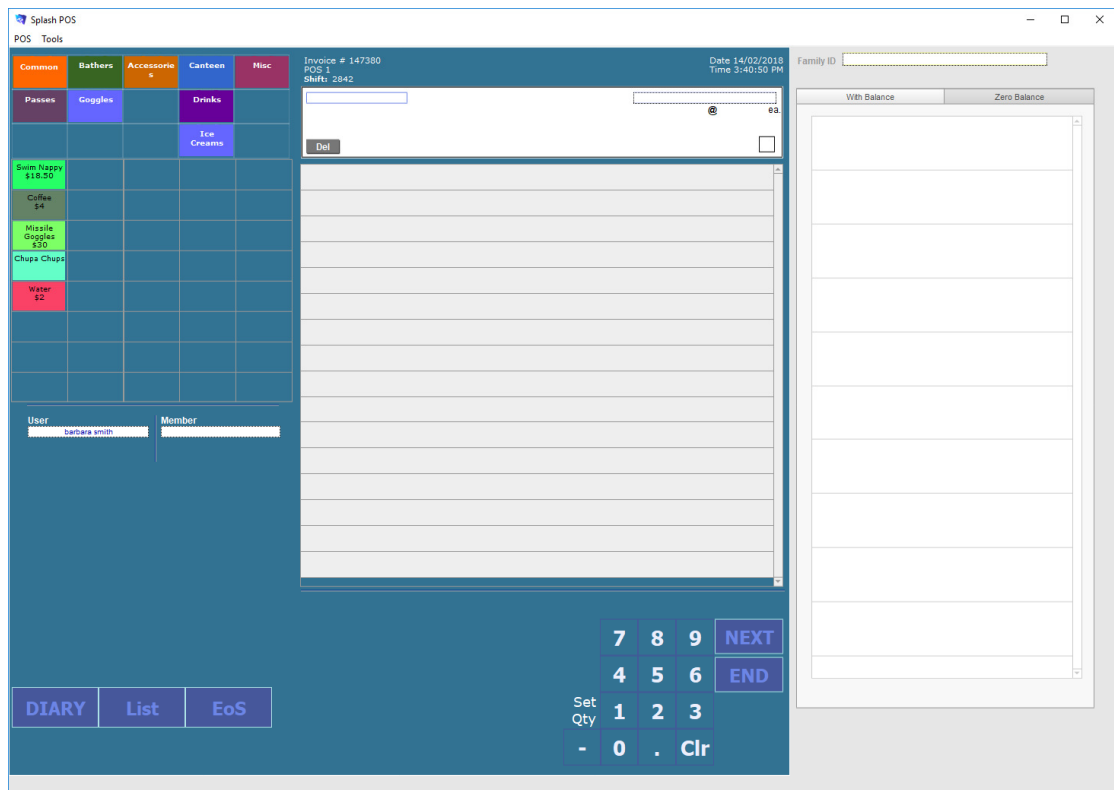 Splash POS
POS Tools
Common Bathers Accessorie
s Canteen Misc
Passes Goggles Drinks
Ice
Creams
Swim Nappy
$18.50
Coffee
$4
Missile
Goggles
$30
Chupa Chups
Water
$2
User
barbara smith
Member
DIARY List EoS
Invoice # 147380
POS 1
Shift: 2842
Date 14/02/2018
Time 3:40:50 PM
@ ea.
Del
7 8 9 NEXT
4 5 6 END
Set
Qty
1 2 3
- 0 . Clr
Family ID
With Balance Zero Balance